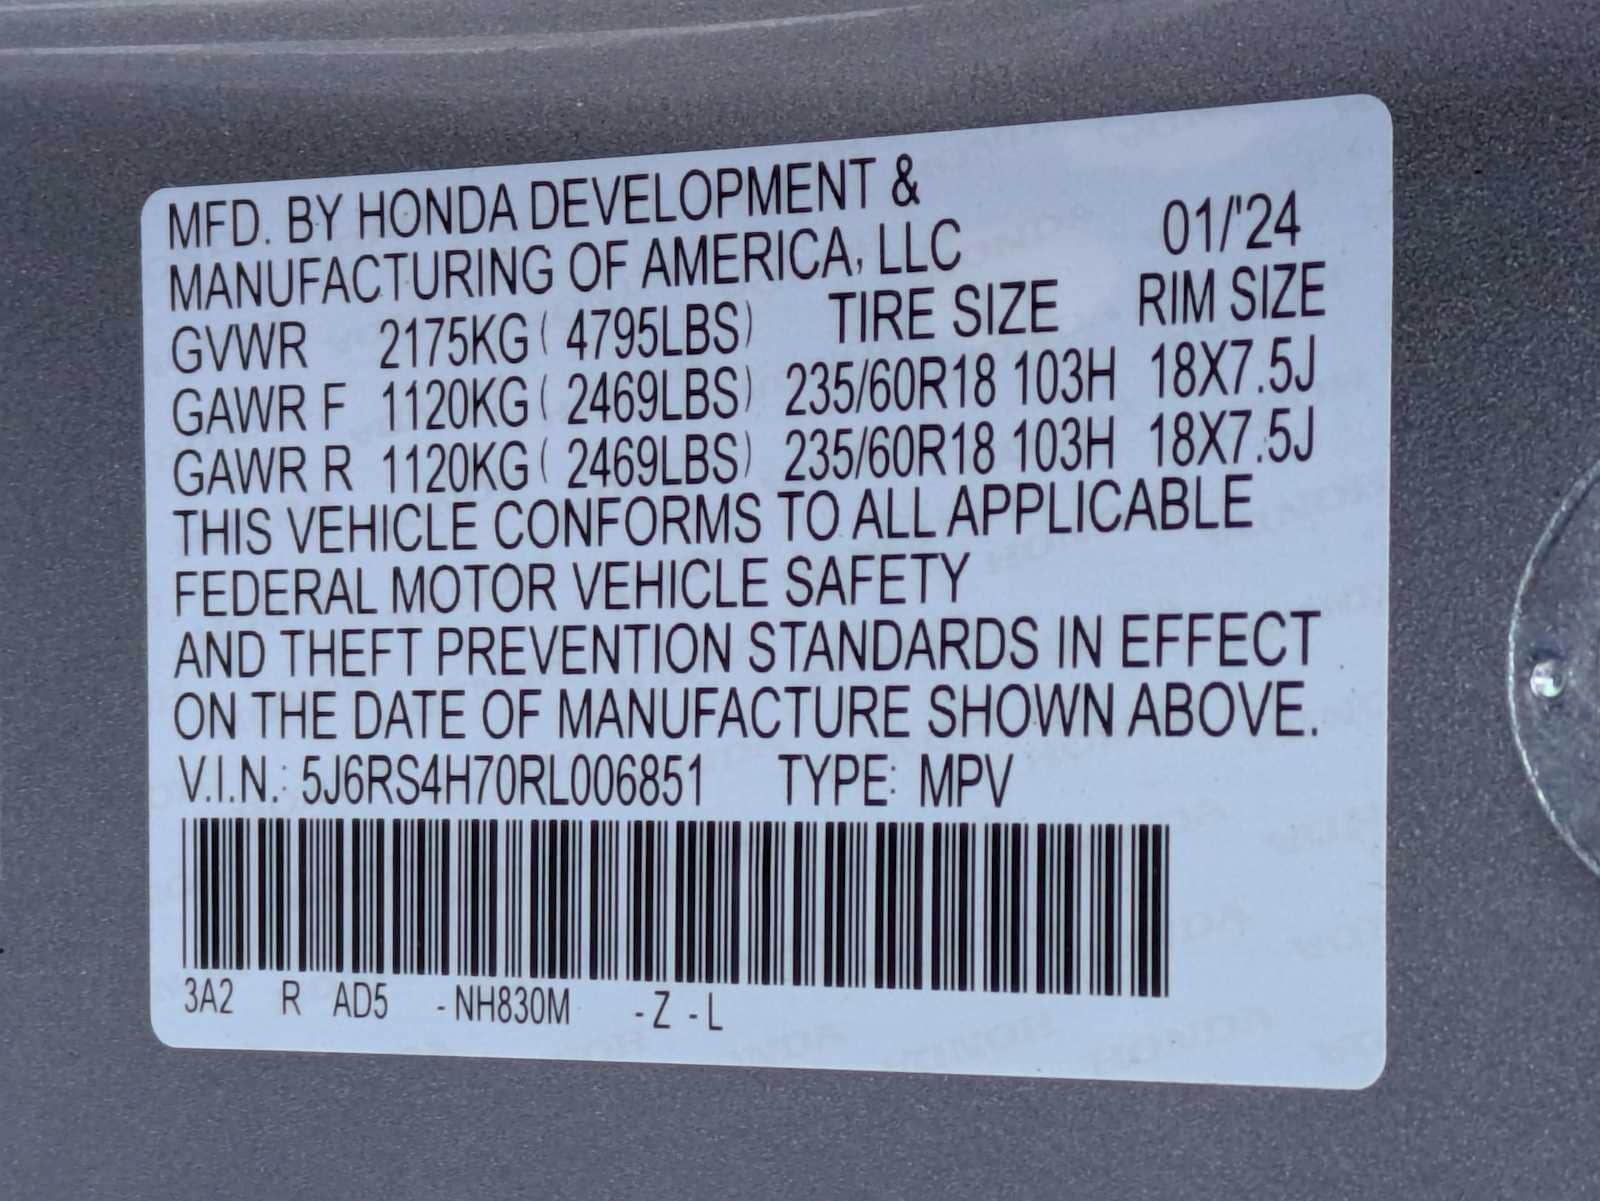 MFD. BY HONDA DEVELOPMENT &
MANUFACTURING OF AMERICA, LLC 01/'24
GVWR 2175KG ( 4795LBS) TIRE SIZE RIM SIZE
GAWR F 1120KG ( 2469LBS) 235/60R18 103H 18X7.5J
GAWR R 1120KG ( 2469LBS) 235/60R18 103H 18X7.5J
THIS VEHICLE CONFORMS TO ALL APPLICABLE
FEDERAL MOTOR VEHICLE SAFETY
AND THEFT PREVENTION STANDARDS IN EFFECT
ON THE DATE OF MANUFACTURE SHOWN ABOVE.
V.I.N.: 5J6RS4H70RL006851 TYPE: MPV
3A2 R AD5 -NH830M -Z -L